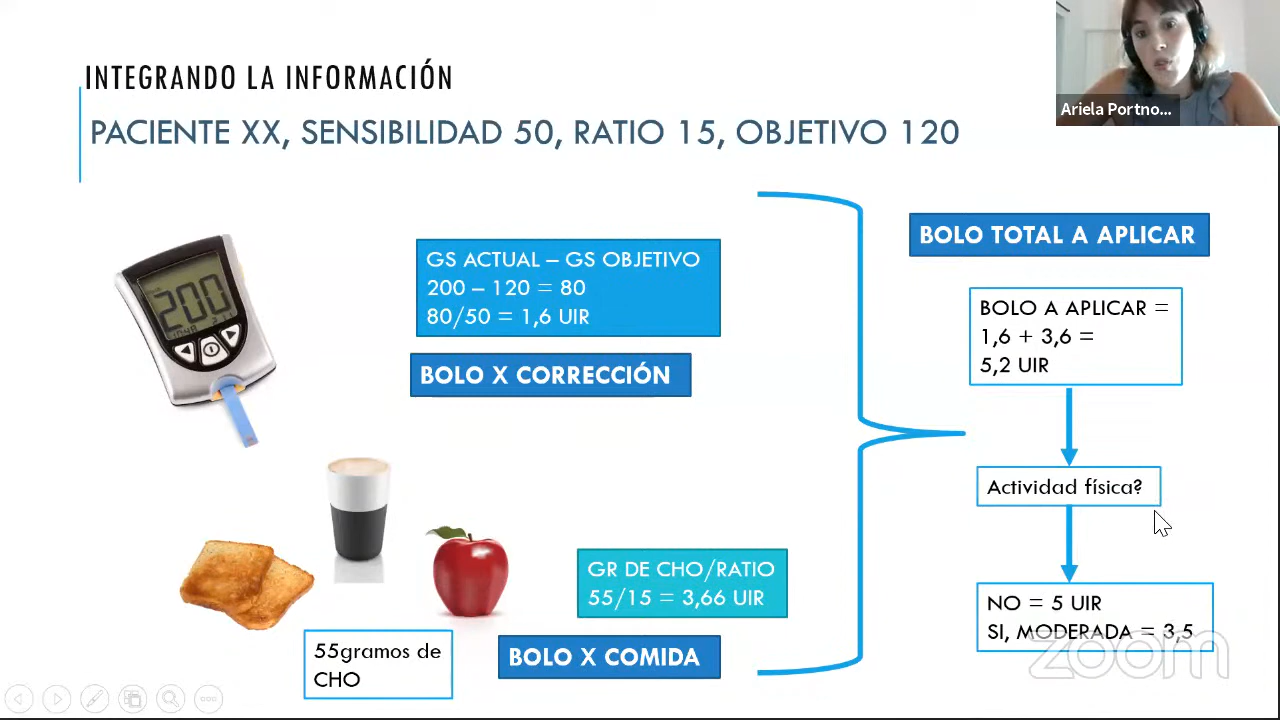 INTEGRANDO LA INFORMACIÓN
PACIENTE XX, SENSIBILIDAD 50, RATIO 15, OBJETIVO 120
Ariela Portno...
200
GS ACTUAL – GS OBJETIVO
200 – 120 = 80
80/50 = 1,6 UIR
BOLO X CORRECCIÓN
55gramos de
CHO
GR DE CHO/RATIO
55/15 = 3,66 UIR
BOLO X COMIDA
BOLO TOTAL A APLICAR
BOLO A APLICAR =
1,6 + 3,6 =
5,2 UIR
Actividad física?
NO = 5 UIR
SI, MODERADA = 3,5
zoom